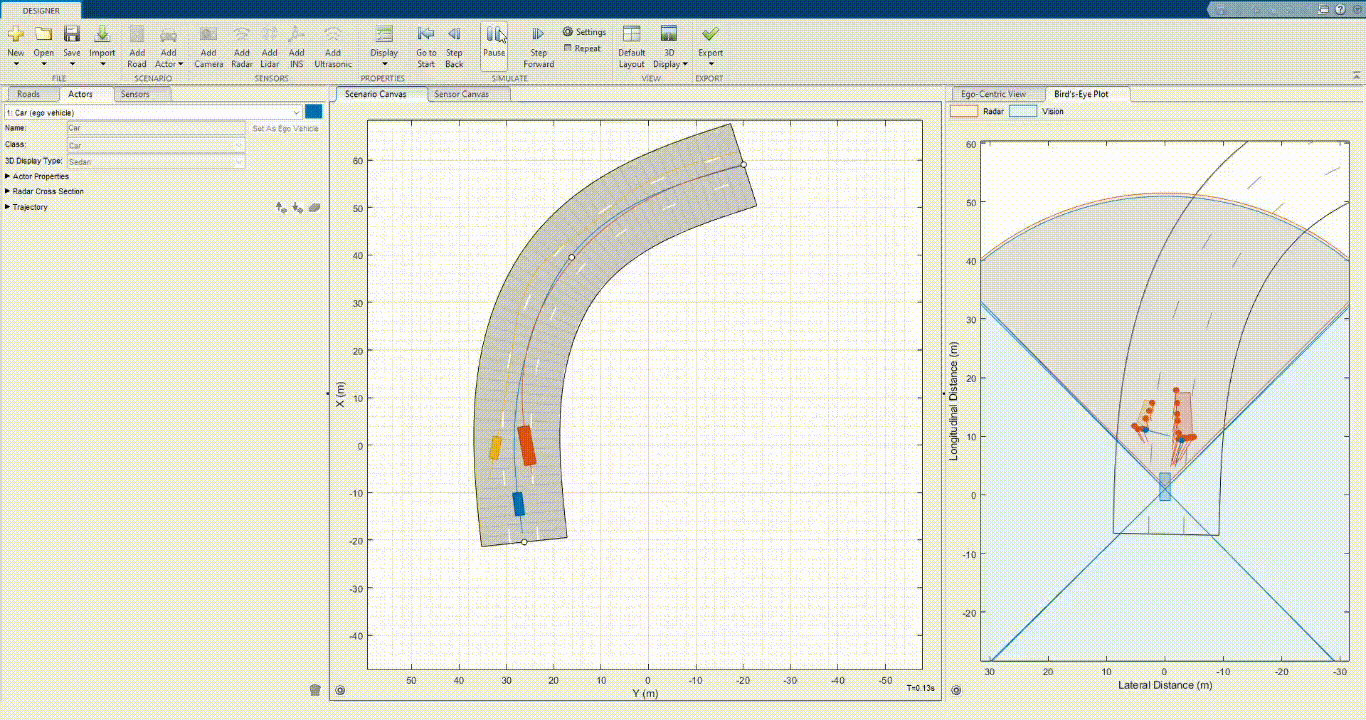 DESIGNER
New Open Save Import Add Road Add Actor Add Camera Add Radar Add Lidar Add INS Add Ultrasonic Display Go to Start Step Back Pause Step Forward Settings Repeat Default Layout 3D Display Export
FILE SCENARIO SENSORS PROPERTIES SIMULATE VIEW EXPORT
Roads Actors Sensors
1: Car (ego vehicle)
Name: Car Set As Ego Vehicle
Class: Car
3D Display Type: Sedan
Actor Properties
Radar Cross Section
Trajectory
Scenario Canvas Sensor Canvas
60
50
40
30
20
10
0
-10
-20
-30
-40
X (m)
50 40 30 20 10 0 -10 -20 -30 -40 -50
Y (m)
T=0.13s
Ego-Centric View Bird's-Eye Plot
Radar Vision
60
50
40
30
20
10
0
-10
-20
Longitudinal Distance (m)
30 20 10 0 -10 -20 -30
Lateral Distance (m)